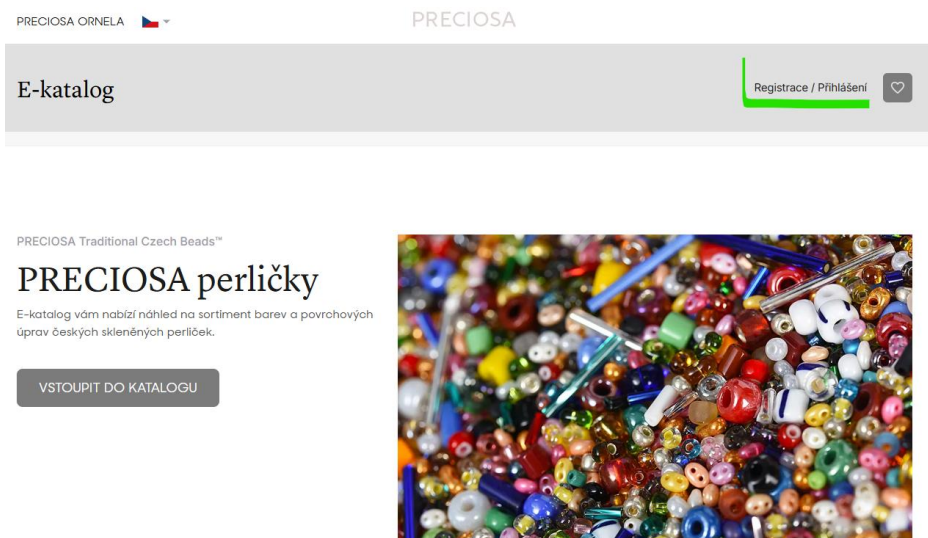 PRECIOSA ORNELA
PRECIOSA
E-katalog
Registrace / Přihlášení
PRECIOSA Traditional Czech Beads™
PRECIOSA perličky
E-katalog vám nabízí náhled na sortiment barev a povrchových
úprav českých skleněných perliček.
VSTOUPIT DO KATALOGU